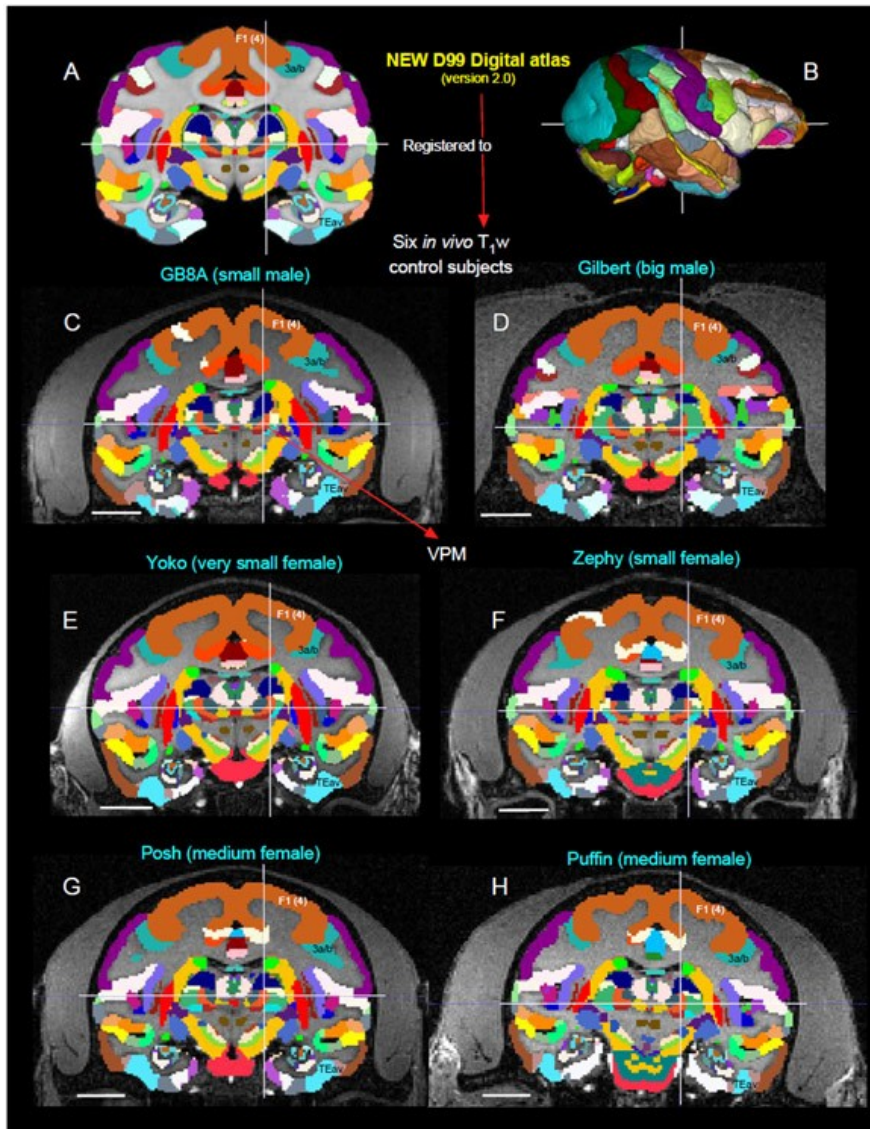 F1 (4)
A
3a/b
NEW D99 Digital atlas
(version 2.0)
B
Registered to
TEav
Six in vivo T1w
control subjects
GB8A (small male)
Gilbert (big male)
C
F1 (4)
3a/b
TEav
D
F1 (4)
3a/b
TEav
VPM
Yoko (very small female)
Zephy (small female)
E
F1 (4)
3a/b
TEav
F
F1 (4)
3a/b
TEav
Posh (medium female)
Puffin (medium female)
G
F1 (4)
3a/b
TEav
H
F1 (4)
3a/b
TEav